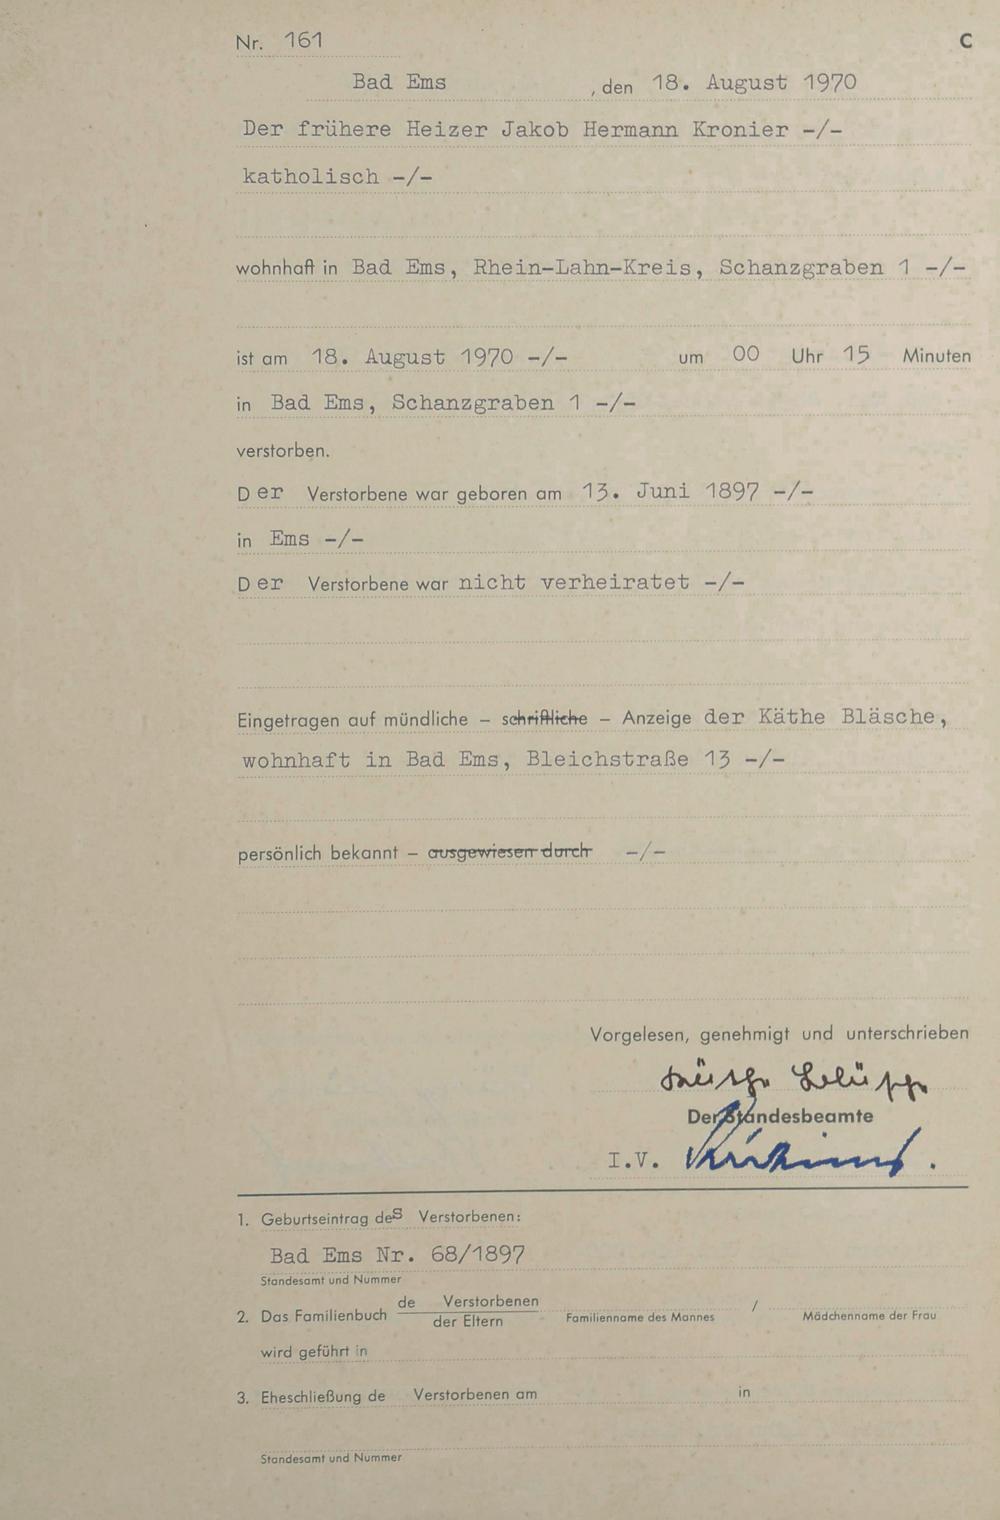 Nr. 161 C
Bad Ems , den 18. August 1970
Der frühere Heizer Jakob Hermann Kronier -/-
katholisch -/-
wohnhaft in Bad Ems, Rhein-Lahn-Kreis, Schanzgraben 1 -/-
ist am 18. August 1970 -/- um 00 Uhr 15 Minuten
in Bad Ems, Schanzgraben 1 -/-
verstorben.
Der Verstorbene war geboren am 13. Juni 1897 -/-
in Ems -/-
Der Verstorbene war nicht verheiratet -/-
Eingetragen auf mündliche – schriftliche – Anzeige der Käthe Bläsche,
wohnhaft in Bad Ems, Bleichstraße 13 -/-
persönlich bekannt – ausgewiesen durch -/-
Vorgelesen, genehmigt und unterschrieben
Der Standesbeamte
I.V.
1. Geburtseintrag des Verstorbenen:
Bad Ems Nr. 68/1897
Standesamt und Nummer
2. Das Familienbuch de Verstorbenen / 
der Eltern Familienname des Mannes Mädchenname der Frau
wird geführt in
3. Eheschließung de Verstorbenen am in
Standesamt und Nummer